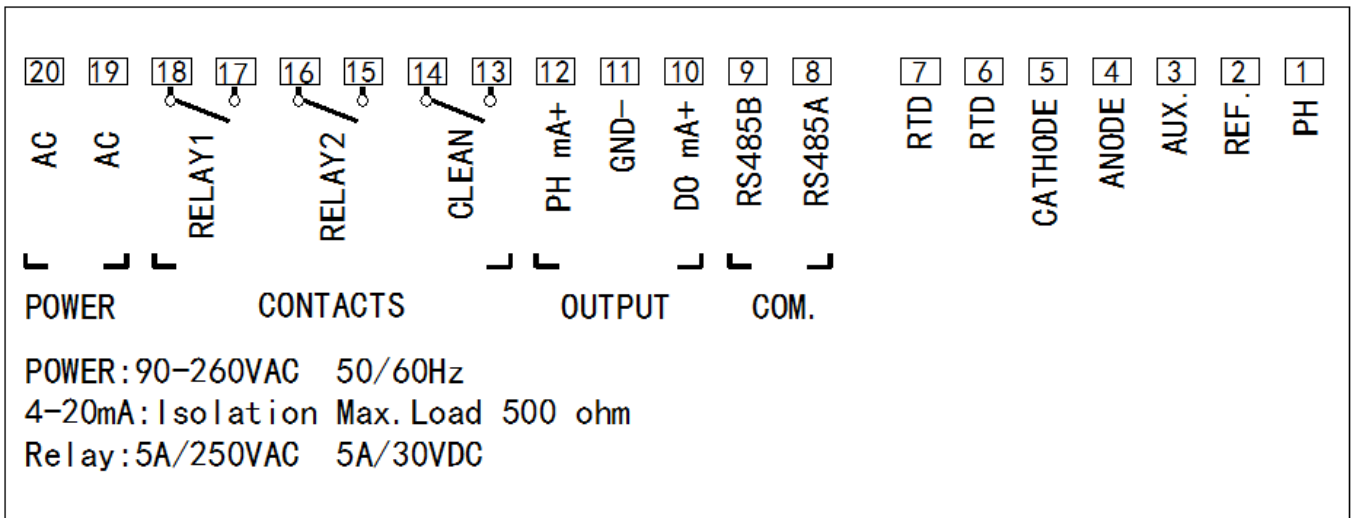 20 19 18 17 16 15 14 13 12 11 10 9 8 7 6 5 4 3 2 1
AC
AC
RELAY1
RELAY2
CLEAN
PH mA+
GND-
DO mA+
RS485B
RS485A
RTD
RTD
CATHODE
ANODE
AUX.
REF.
PH
POWER CONTACTS OUTPUT COM.
POWER:90-260VAC 50/60Hz
4-20mA:Isolation Max.Load 500 ohm
Relay:5A/250VAC 5A/30VDC